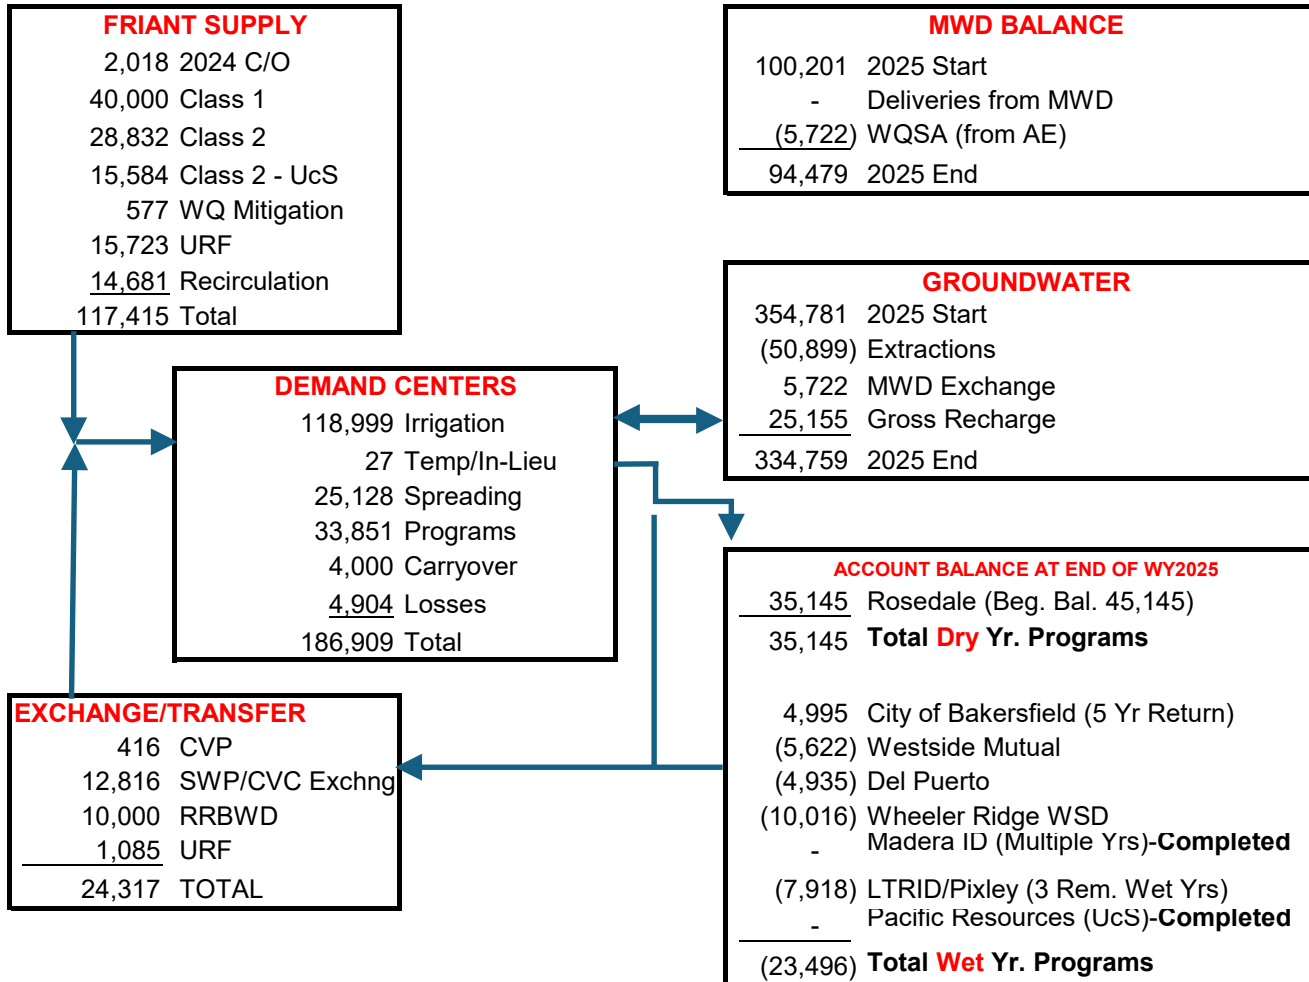 FRIANT SUPPLY
2,018 2024 C/O
40,000 Class 1
28,832 Class 2
15,584 Class 2 - UcS
577 WQ Mitigation
15,723 URF
14,681 Recirculation
117,415 Total
MWD BALANCE
100,201 2025 Start
- Deliveries from MWD
(5,722) WQSA (from AE)
94,479 2025 End
GROUNDWATER
354,781 2025 Start
(50,899) Extractions
5,722 MWD Exchange
25,155 Gross Recharge
334,759 2025 End
DEMAND CENTERS
118,999 Irrigation
27 Temp/In-Lieu
25,128 Spreading
33,851 Programs
4,000 Carryover
4,904 Losses
186,909 Total
EXCHANGE/TRANSFER
416 CVP
12,816 SWP/CVC Exchng
10,000 RRBWD
1,085 URF
24,317 TOTAL
ACCOUNT BALANCE AT END OF WY2025
35,145 Rosedale (Beg. Bal. 45,145)
35,145 Total Dry Yr. Programs
4,995 City of Bakersfield (5 Yr Return)
(5,622) Westside Mutual
(4,935) Del Puerto
(10,016) Wheeler Ridge WSD
- Madera ID (Multiple Yrs)-Completed
(7,918) LTRID/Pixley (3 Rem. Wet Yrs)
- Pacific Resources (UcS)-Completed
(23,496) Total Wet Yr. Programs